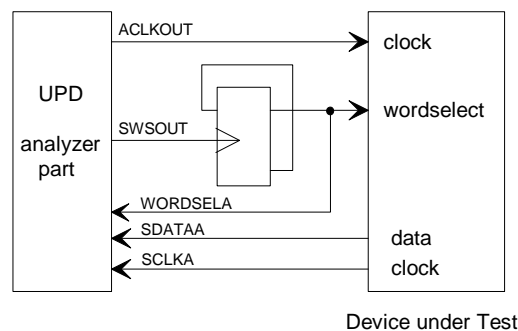 ACLKOUT
clock
UPD
analyzer
part
SWSOUT
wordselect
WORDSELA
SDATAA
data
SCLKA
clock
Device under Test